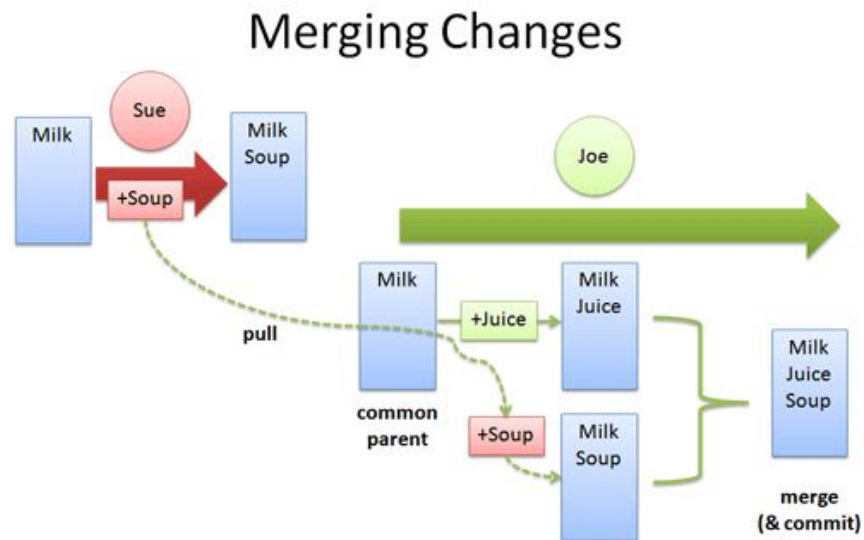 Merging Changes
Sue
Milk
+Soup
Milk
Soup
Joe
pull
Milk
common
parent
+Juice
Milk
Juice
+Soup
Milk
Soup
Milk
Juice
Soup
merge
(& commit)